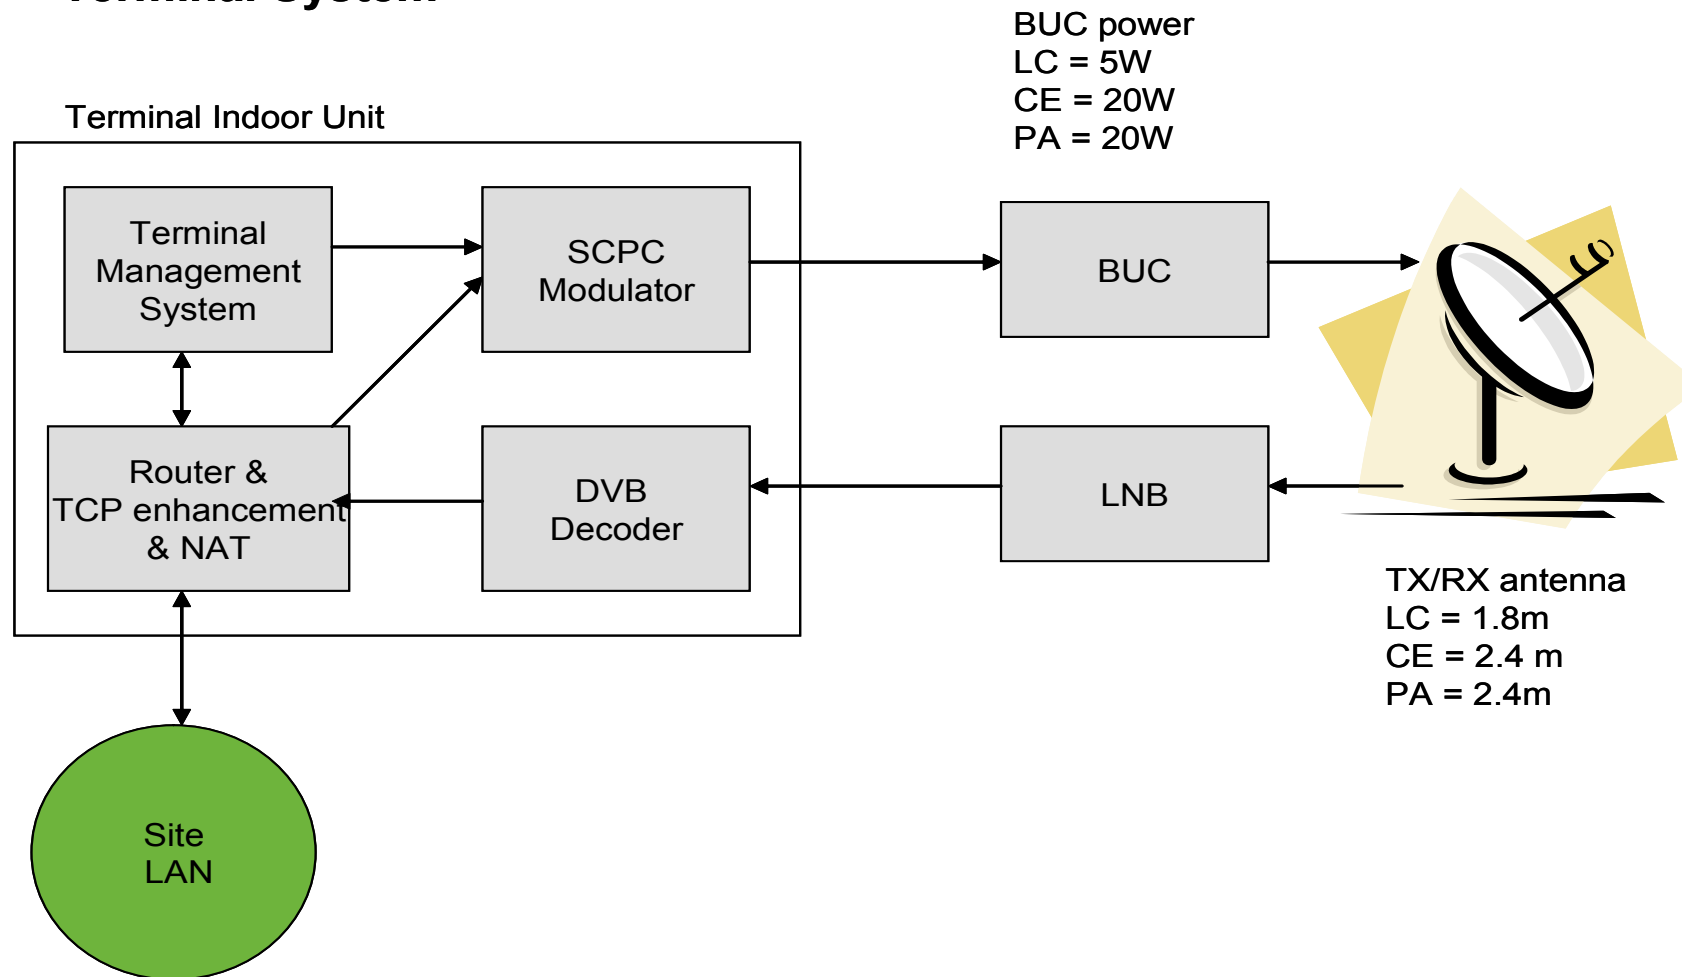 Terminal System
BUC power
LC = 5W
CE = 20W
PA = 20W
Terminal Indoor Unit
Terminal
Management
System
SCPC
Modulator
BUC
Router &
TCP enhancement
& NAT
DVB
Decoder
LNB
TX/RX antenna
LC = 1.8m
CE = 2.4 m
PA = 2.4m
Site
LAN